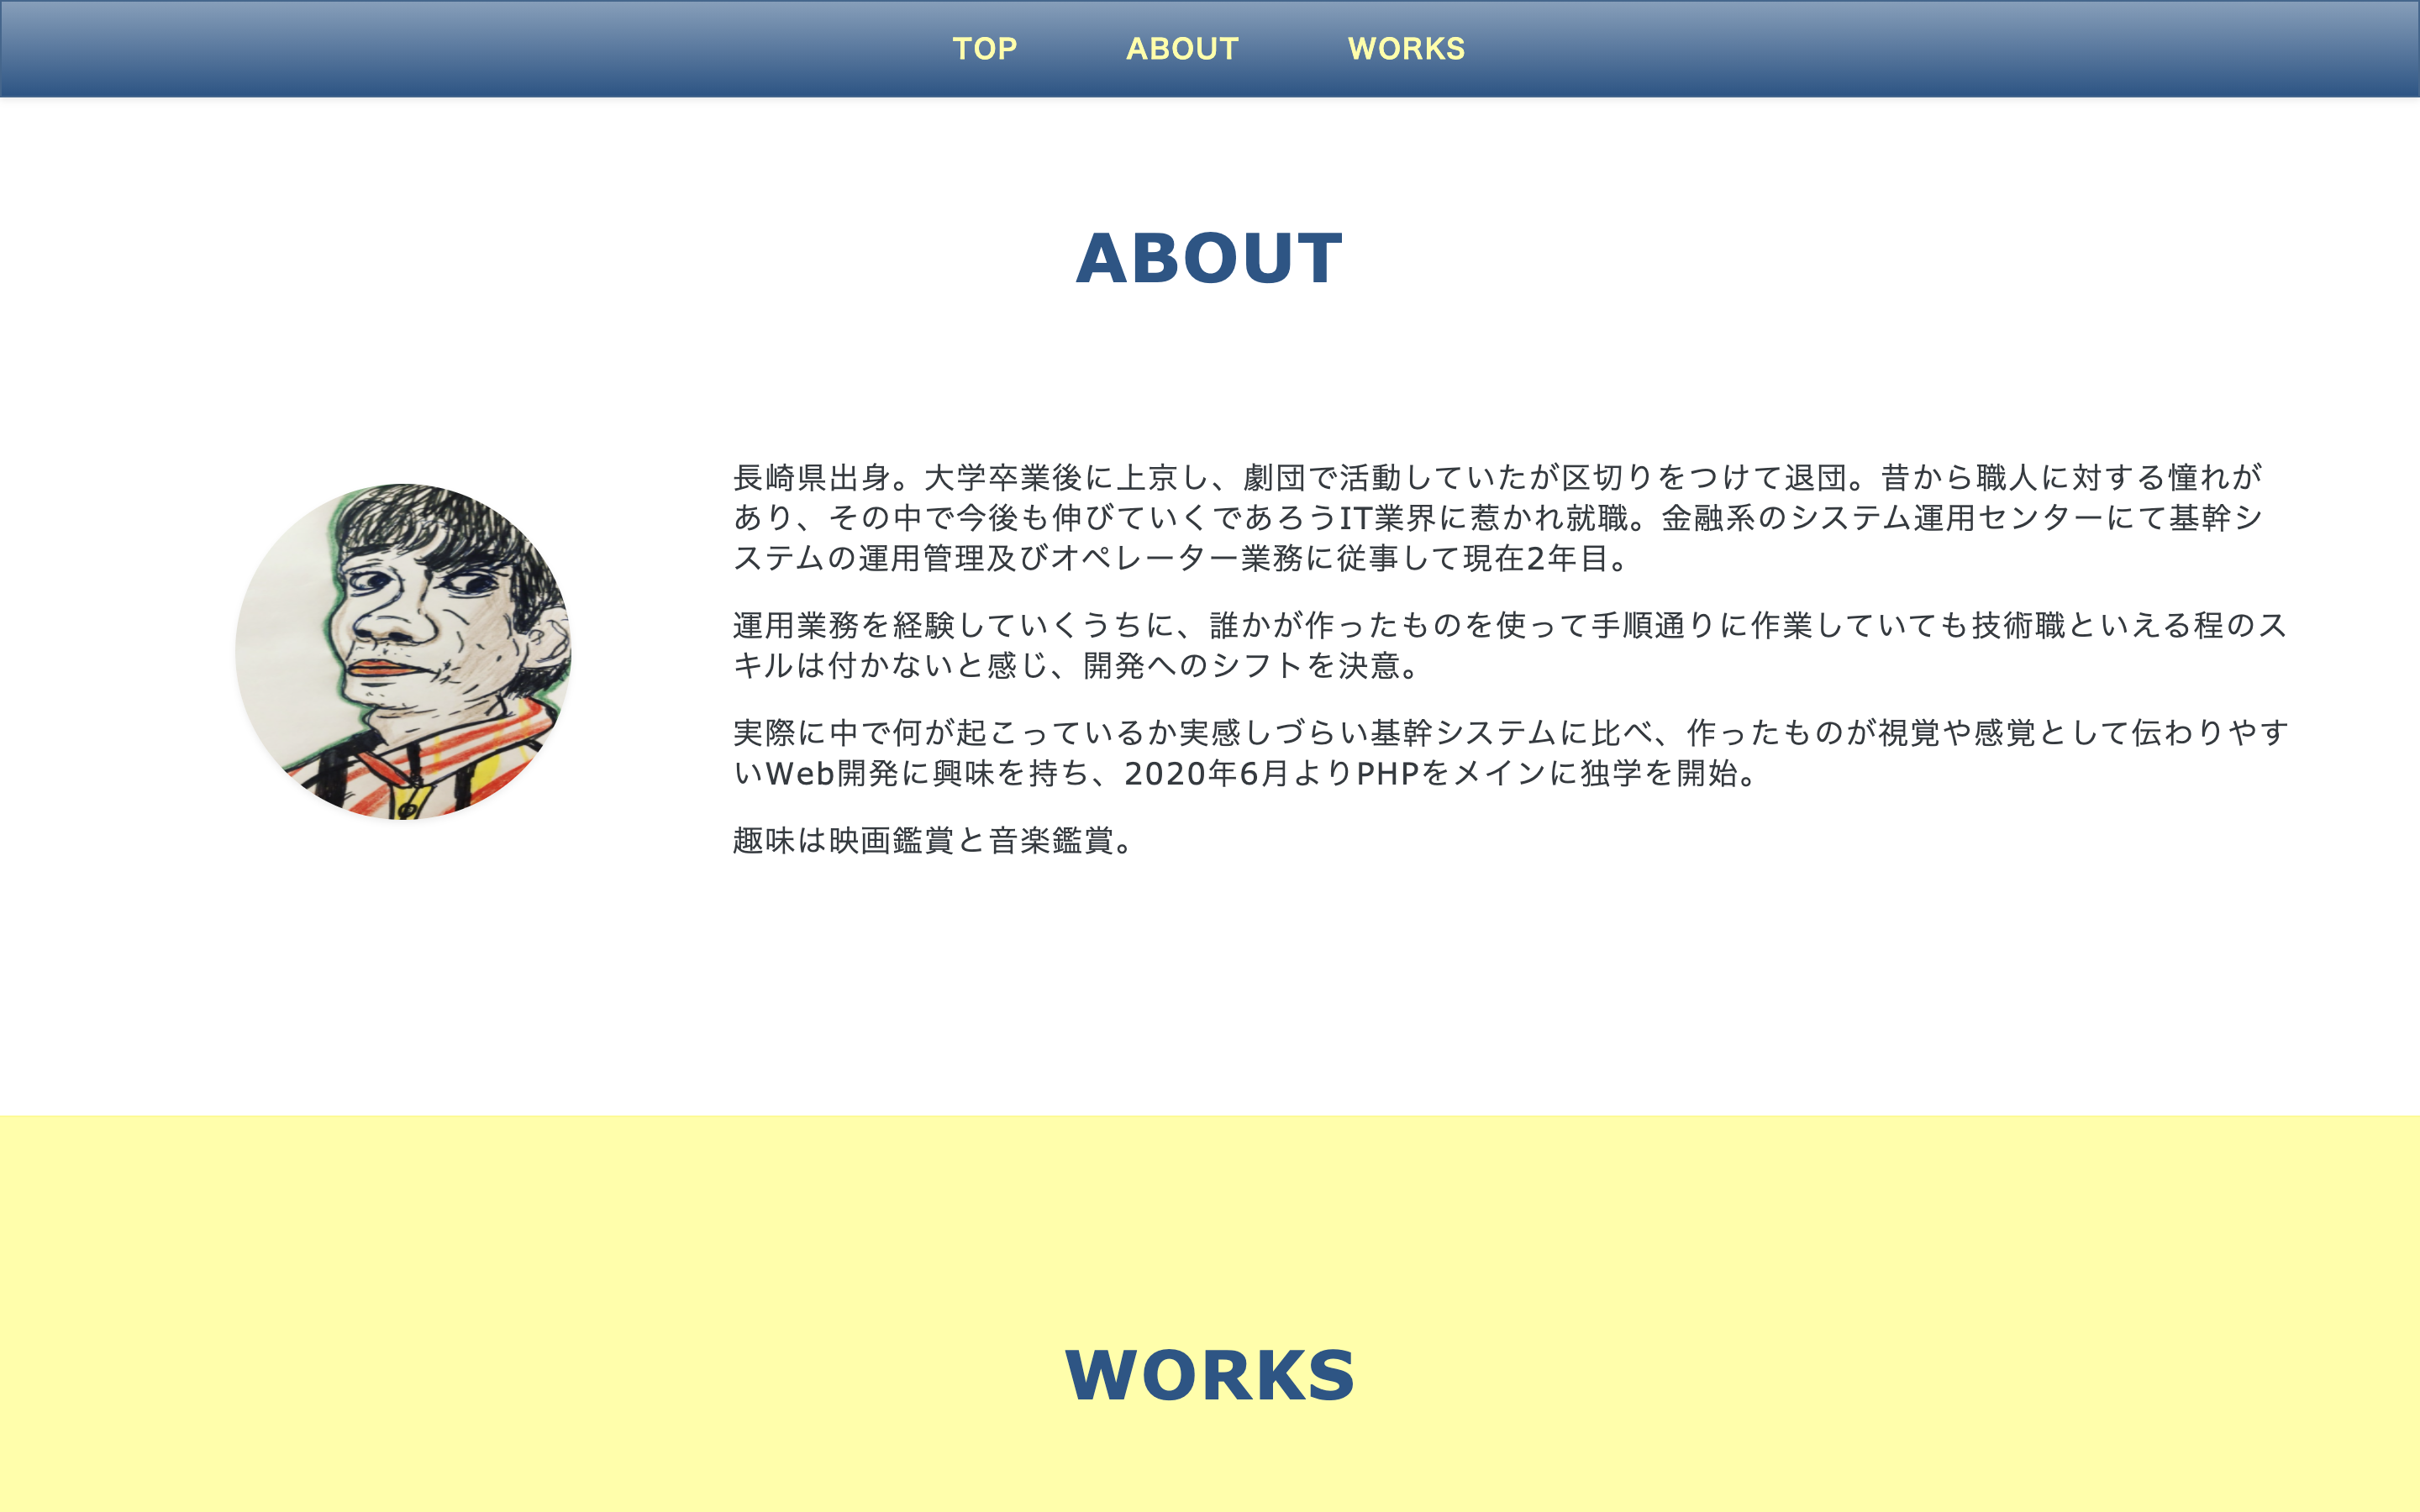 TOP ABOUT WORKS
ABOUT
長崎県出身。大学卒業後に上京し、劇団で活動していたが区切りをつけて退団。昔から職人に対する憧れが
あり、その中で今後も伸びていくであろうIT業界に惹かれ就職。金融系のシステム運用センターにて基幹シ
ステムの運用管理及びオペレーター業務に従事して現在2年目。
運用業務を経験していくうちに、誰かが作ったものを使って手順通りに作業していても技術職といえる程のス
キルは付かないと感じ、開発へのシフトを決意。
実際に中で何が起こっているか実感しづらい基幹システムに比べ、作ったものが視覚や感覚として伝わりやす
いWeb開発に興味を持ち、2020年6月よりPHPをメインに独学を開始。
趣味は映画鑑賞と音楽鑑賞。
WORKS